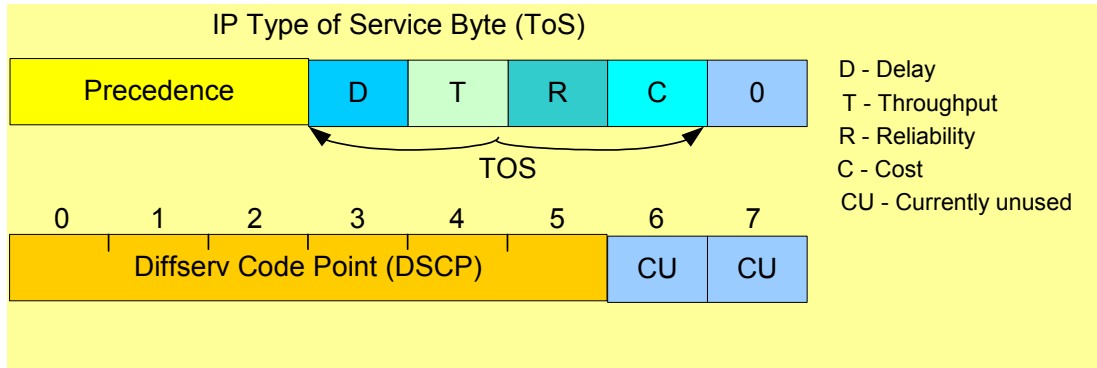 IP Type of Service Byte (ToS)
Precedence D T R C 0
TOS
D - Delay
T - Throughput
R - Reliability
C - Cost
CU - Currently unused
0 1 2 3 4 5 6 7
Diffserv Code Point (DSCP) CU CU